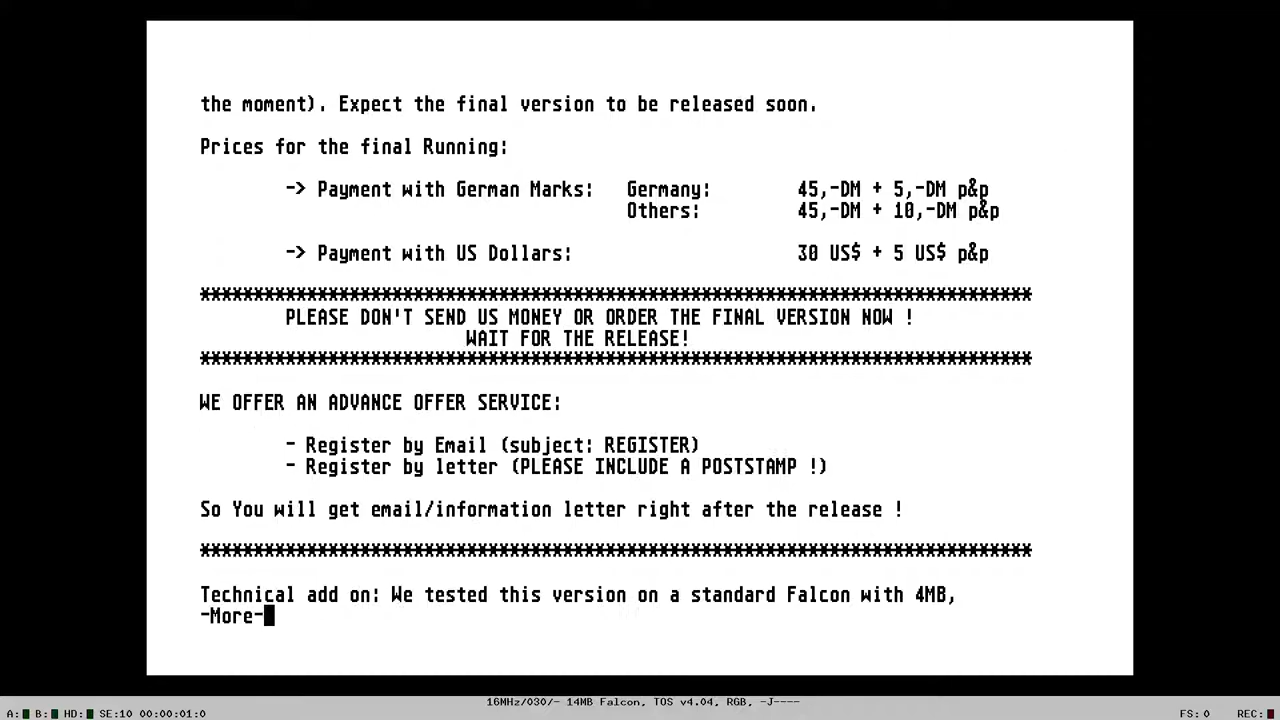 the moment). Expect the final version to be released soon.
Prices for the final Running:
-> Payment with German Marks: Germany: 45,-DM + 5,-DM p&p
Others: 45,-DM + 10,-DM p&p
-> Payment with US Dollars: 30 US$ + 5 US$ p&p
******************************************************************************
PLEASE DON'T SEND US MONEY OR ORDER THE FINAL VERSION NOW !
WAIT FOR THE RELEASE!
******************************************************************************
WE OFFER AN ADVANCE OFFER SERVICE:
- Register by Email (subject: REGISTER)
- Register by letter (PLEASE INCLUDE A POSTSTAMP !)
So You will get email/information letter right after the release !
******************************************************************************
Technical add on: We tested this version on a standard Falcon with 4MB,
-More-
16MHz/030/- 14MB Falcon, TOS v4.04, RGB, -J----
A: B: HD: SE:10 00:00:01:0 FS: 0 REC: